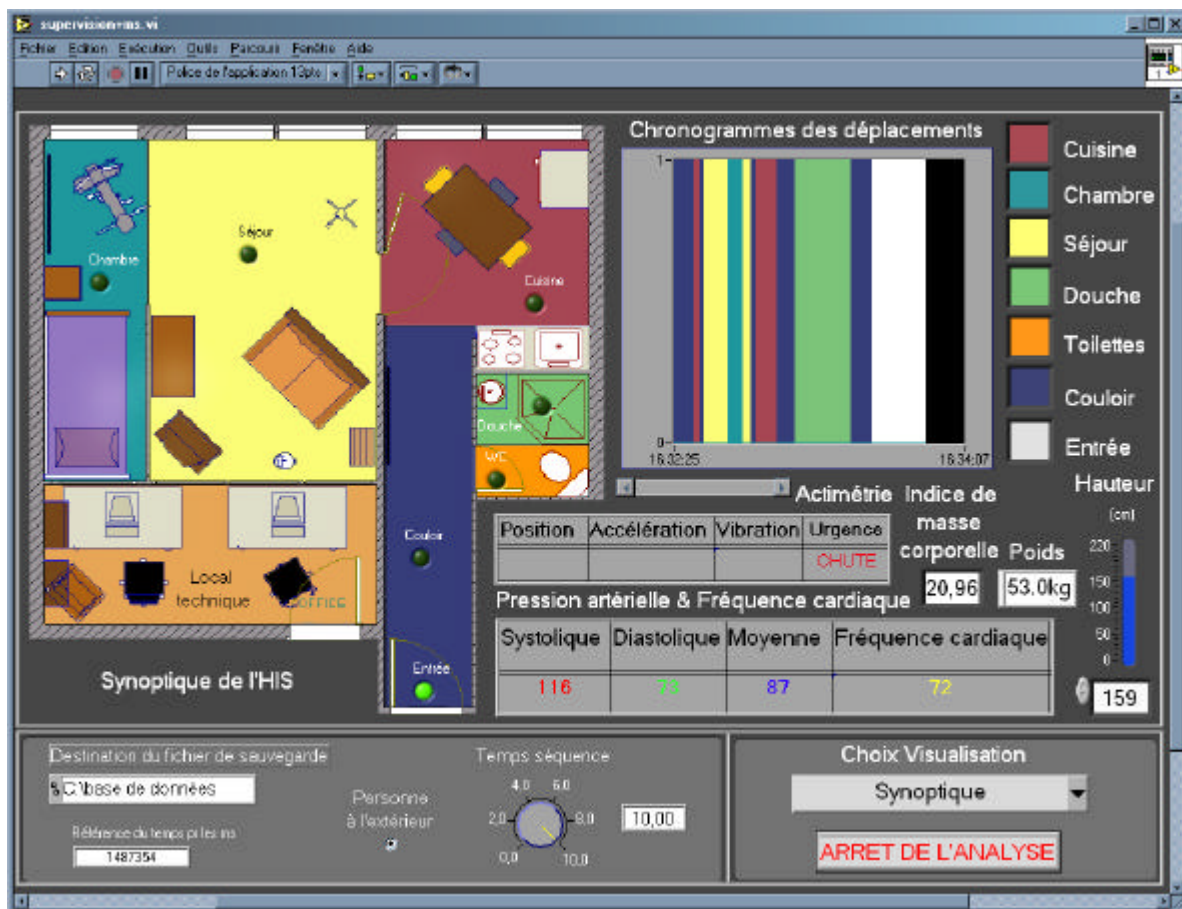 supervision+ms.vi
Fichier Edition Exécution Outils Parcours Fenêtre Aide
Police de l'application 13pts
1
Chronogrammes des déplacements
1
0
16:32:25
16:34:07
Cuisine
Chambre
Séjour
Douche
Toilettes
Couloir
Entrée
Séjour
Chambre
Cuisine
Douche
WC
Couloir
Local
technique
OFFICE
Entrée
Synoptique de l'HIS
Actimétrie
Position Accélération Vibration Urgence
CHUTE
Indice de
masse
corporelle
20,96
Poids
53.0kg
Hauteur
(cm)
220
150
100
50
0
159
Pression artérielle & Fréquence cardiaque
Systolique Diastolique Moyenne Fréquence cardiaque
116 73 87 72
Destination du fichier de sauvegarde
C:\base de données
Référence du temps pr les ms
1487354
Personne
à l'extérieur
Temps séquence
4,0 6,0
2,0 8,0
0,0 10,0
10,00
Choix Visualisation
Synoptique
ARRET DE L'ANALYSE